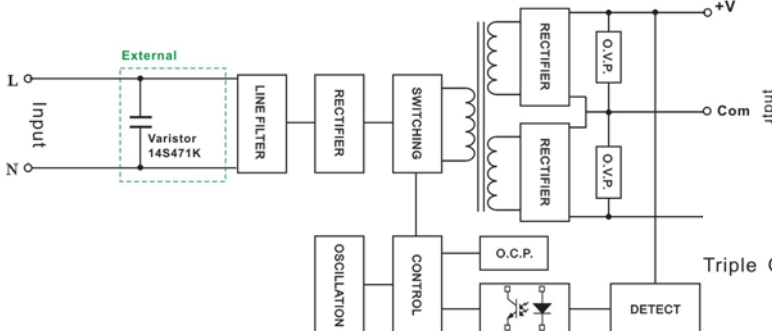 +V
External
L
Input
N
Varistor
14S471K
LINE FILTER
RECTIFIER
SWITCHING
RECTIFIER
RECTIFIER
O.V.P.
O.V.P.
Com
OSCILLATION
CONTROL
O.C.P.
DETECT
Triple